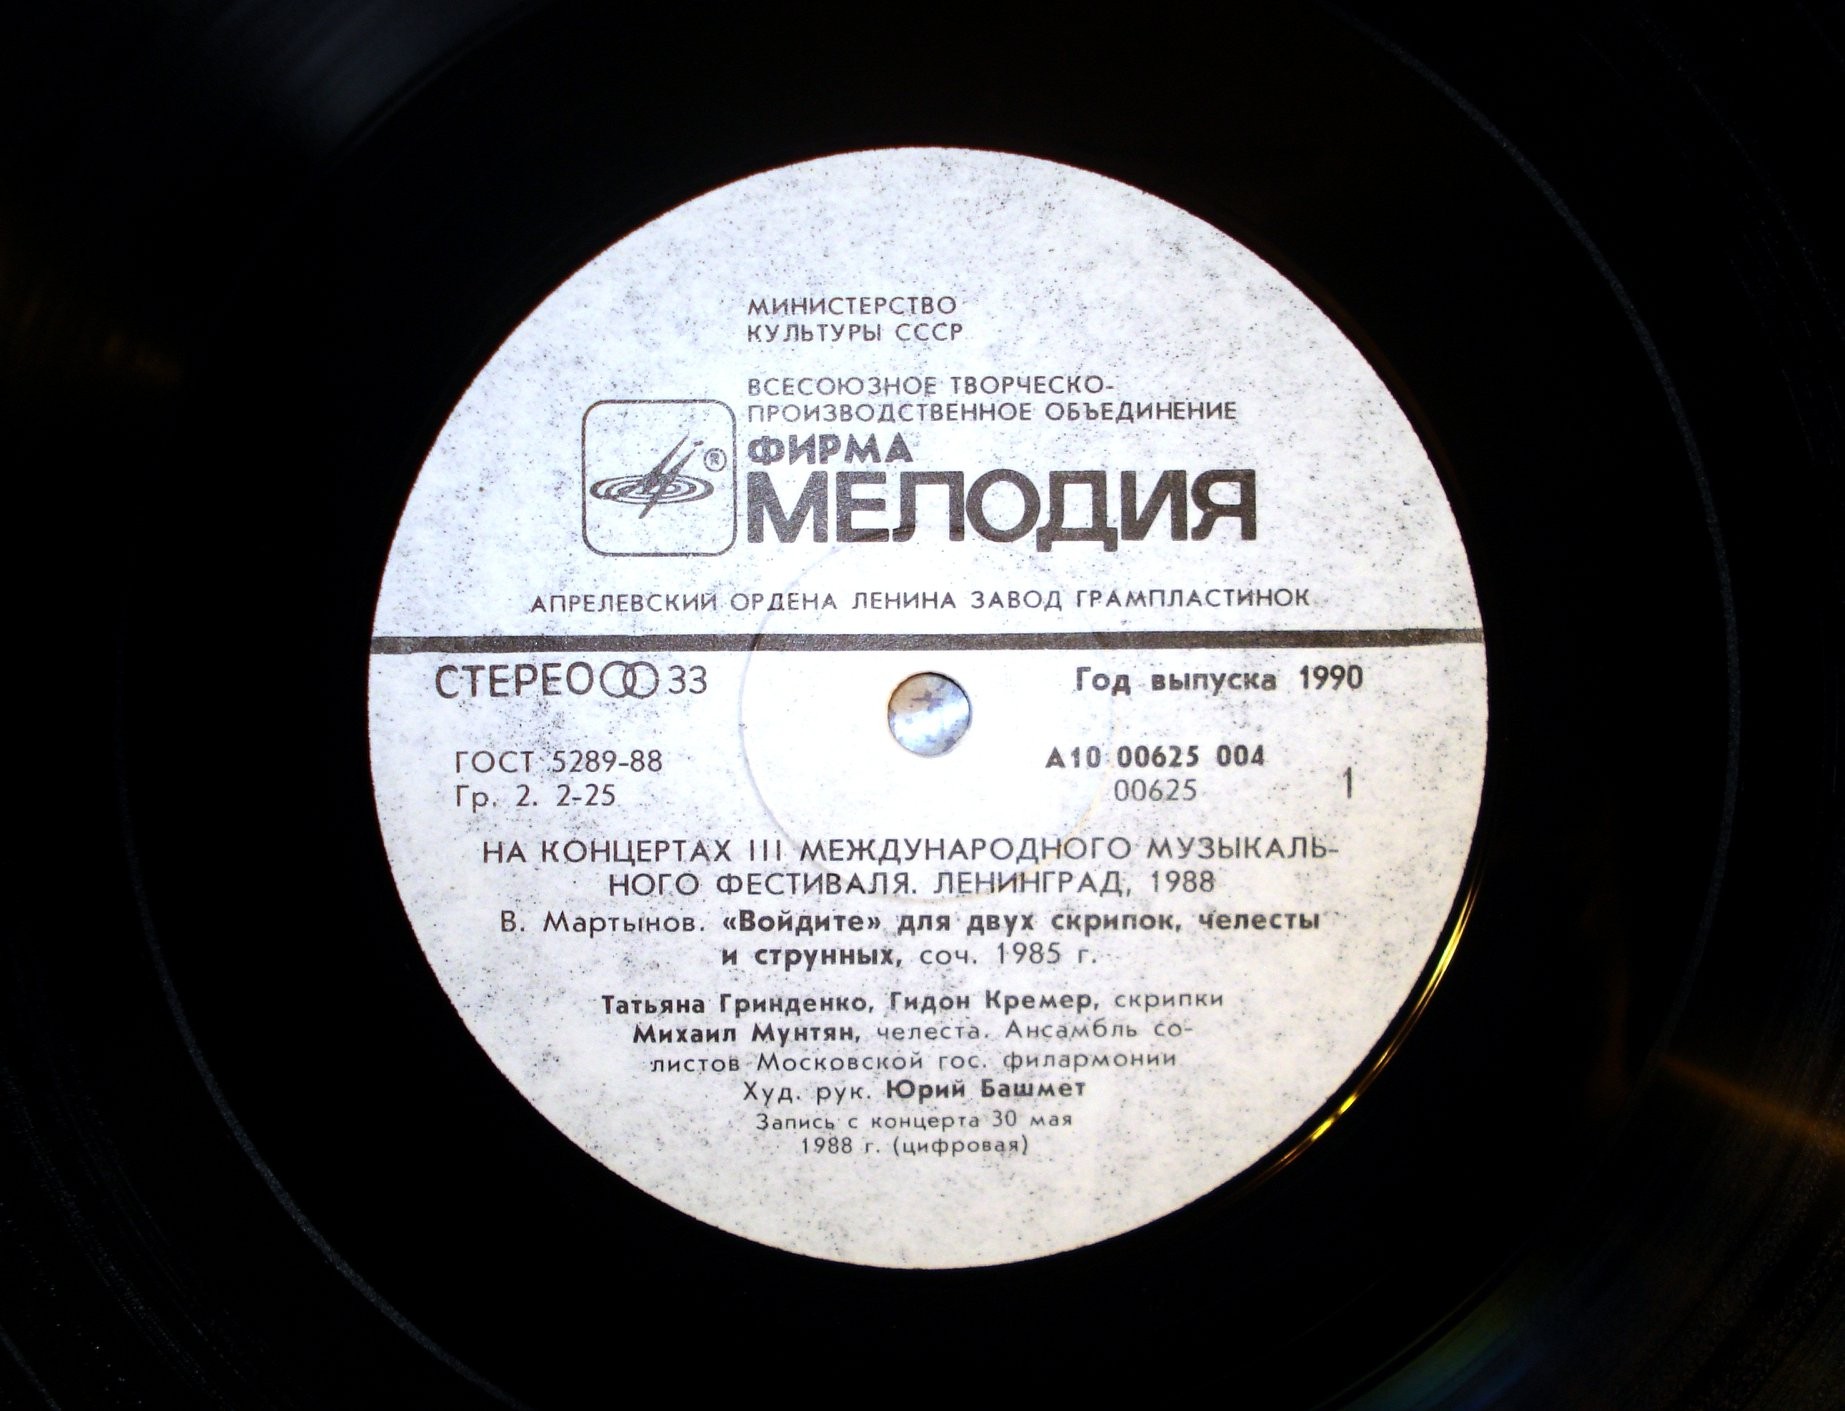 МИНИСТЕРСТВО
КУЛЬТУРЫ СССР
ВСЕСОЮЗНОЕ ТВОРЧЕСКО-
ПРОИЗВОДСТВЕННОЕ ОБЪЕДИНЕНИЕ
ФИРМА
®
МЕЛОДИЯ
АПРЕЛЕВСКИЙ ОРДЕНА ЛЕНИНА ЗАВОД ГРАМПЛАСТИНОК
СТЕРЕО 33
Год выпуска 1990
ГОСТ 5289-88
А10 00625 004
Гр. 2. 2-25
00625
1
НА КОНЦЕРТАХ III МЕЖДУНАРОДНОГО МУЗЫКАЛЬ-
НОГО ФЕСТИВАЛЯ. ЛЕНИНГРАД, 1988
В. Мартынов. «Войдите» для двух скрипок, челесты
и струнных, соч. 1985 г.
Татьяна Гринденко, Гидон Кремер, скрипки
Михаил Мунтян, челеста. Ансамбль со-
листов Московской гос. филармонии
Худ. рук. Юрий Башмет
Запись с концерта 30 мая
1988 г. (цифровая)